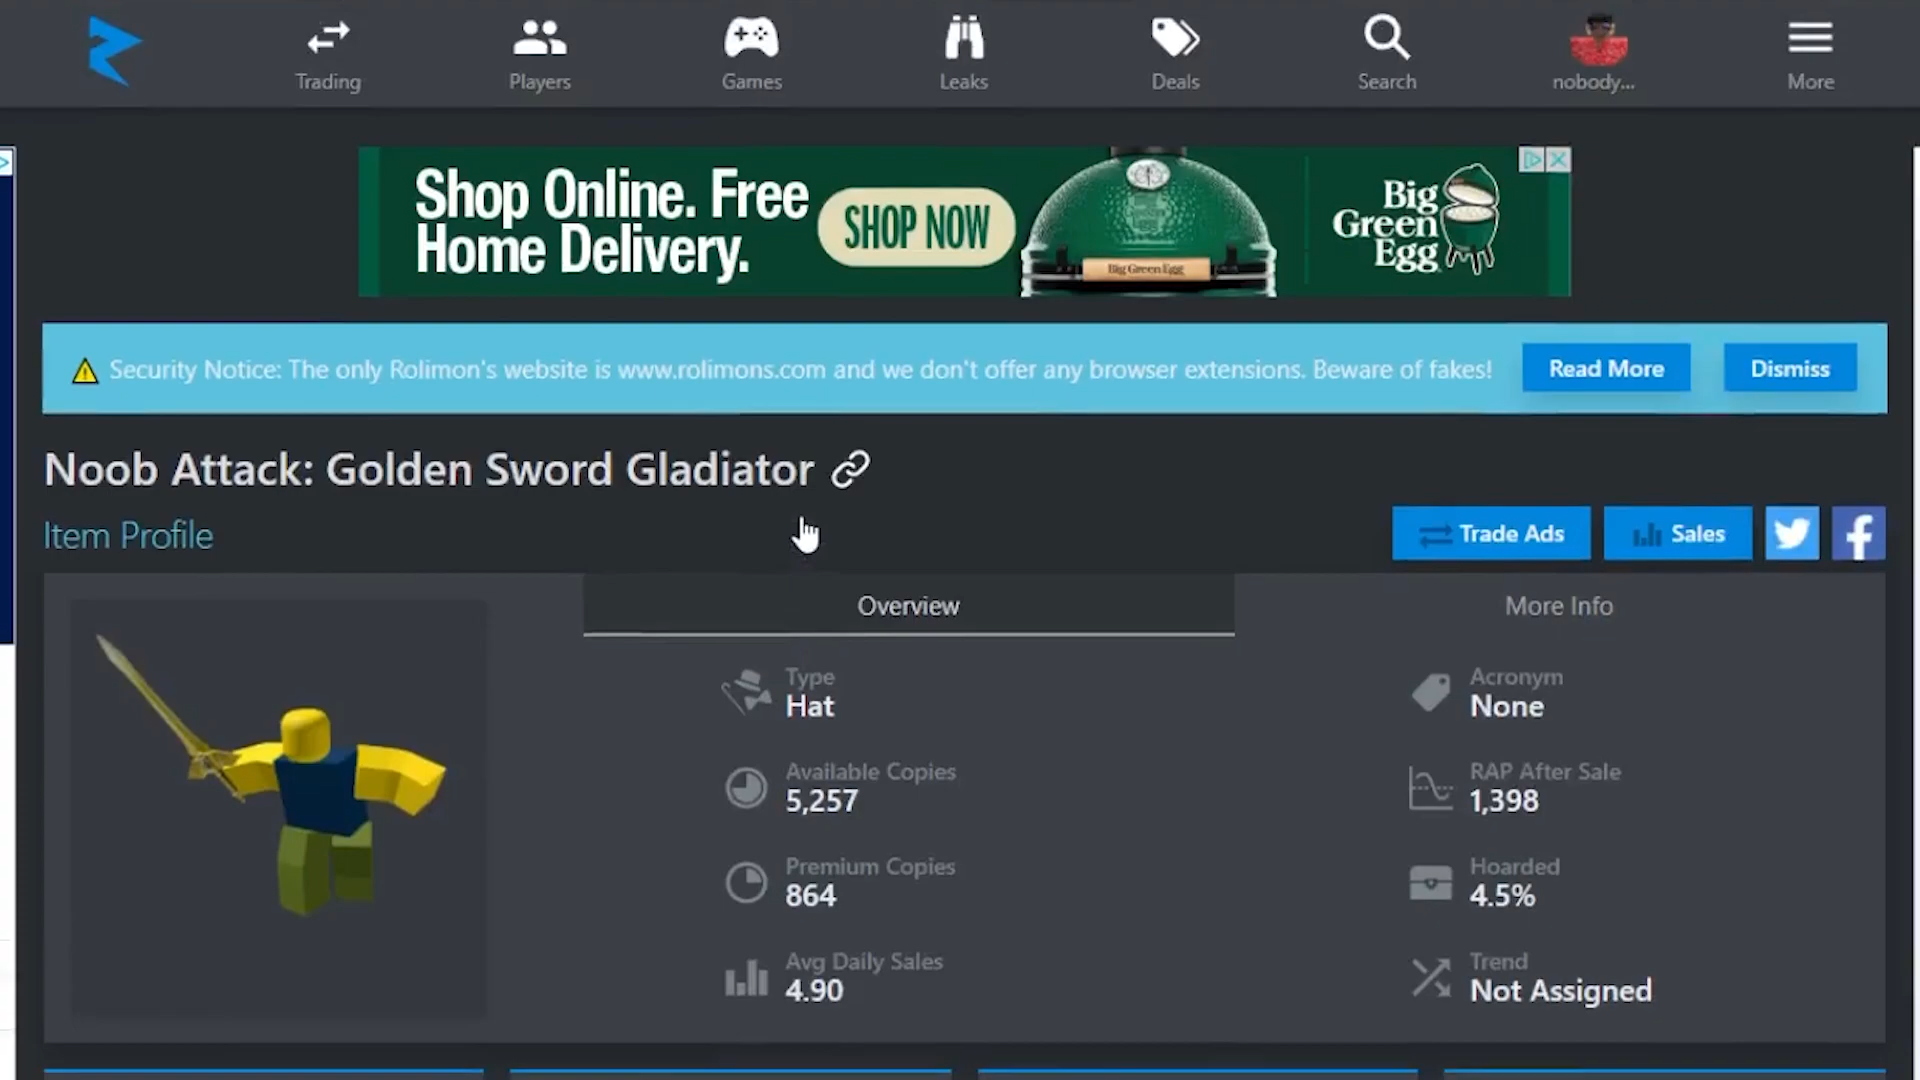 Trading
Players
Games
Leaks
Deals
Search
nobody...
More
Shop Online. Free
Home Delivery.
SHOP NOW
Big Green Egg
Big
Green
Egg
Security Notice: The only Rolimon's website is www.rolimons.com and we don't offer any browser extensions. Beware of fakes!
Read More
Dismiss
Noob Attack: Golden Sword Gladiator
Item Profile
Trade Ads
Sales
Overview
More Info
Type
Hat
Acronym
None
Available Copies
5,257
RAP After Sale
1,398
Premium Copies
864
Hoarded
4.5%
Avg Daily Sales
4.90
Trend
Not Assigned